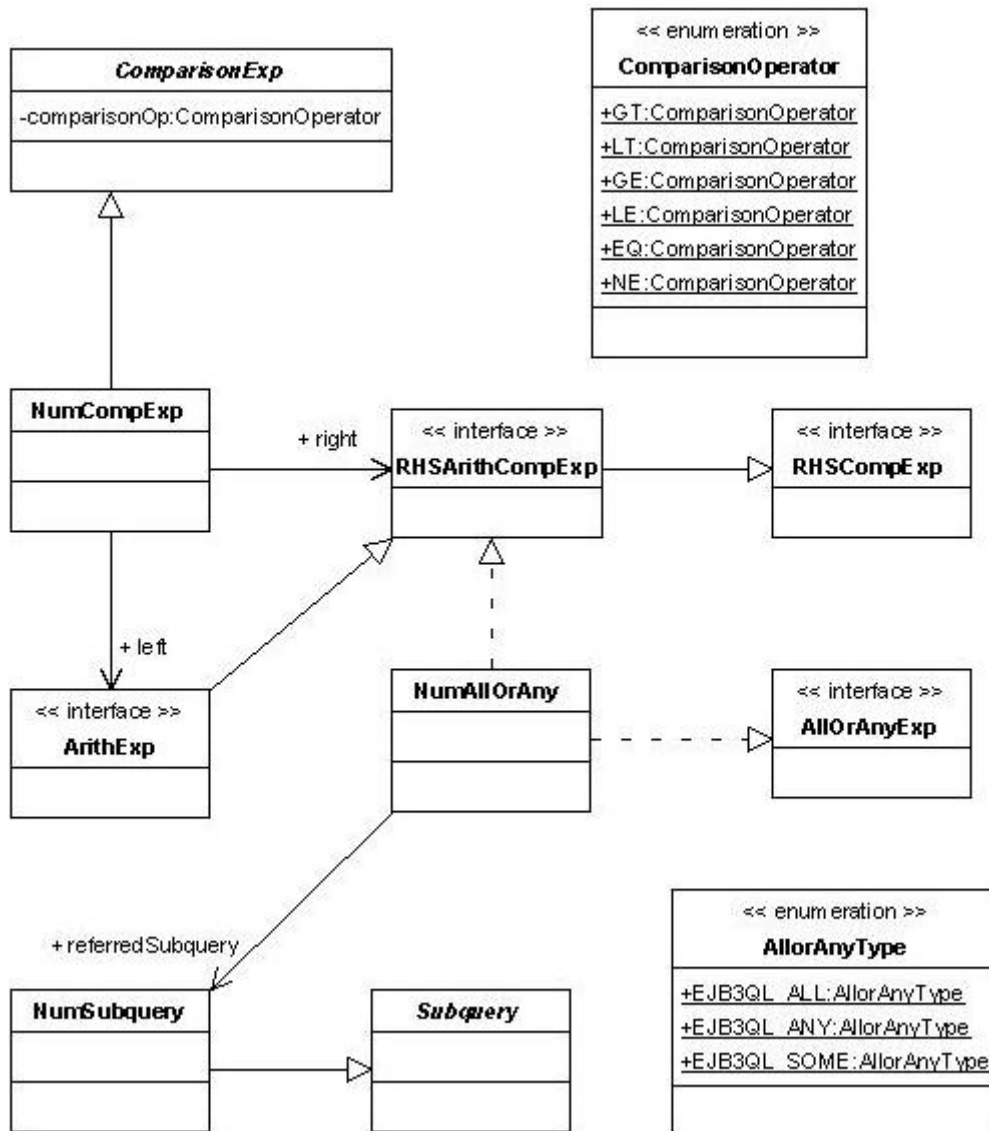 ComparisonExp
-comparisonOp:ComparisonOperator
<< enumeration >>
ComparisonOperator
+GT:ComparisonOperator
+LT:ComparisonOperator
+GE:ComparisonOperator
+LE:ComparisonOperator
+EQ:ComparisonOperator
+NE:ComparisonOperator
NumCompExp
+ right
<< interface >>
RHSArithCompExp
<< interface >>
RHSCompExp
+ left
<< interface >>
ArithExp
NumAllOrAny
<< interface >>
AllOrAnyExp
+ referredSubquery
NumSubquery
Subquery
<< enumeration >>
AllorAnyType
+EJB3QL_ALL:AllorAnyType
+EJB3QL_ANY:AllorAnyType
+EJB3QL_SOME:AllorAnyType